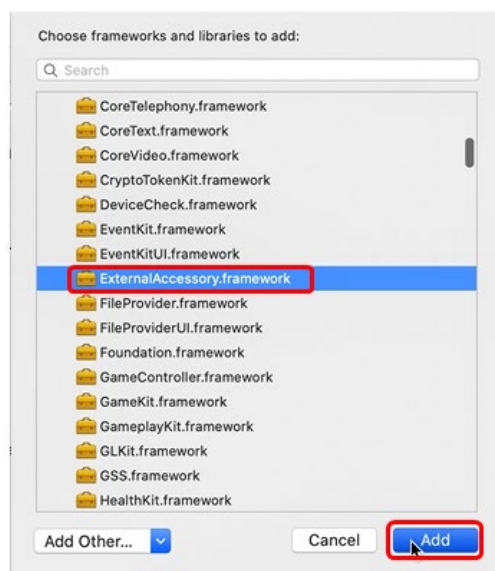 Choose frameworks and libraries to add:
Search
CoreTelephony.framework
CoreText.framework
CoreVideo.framework
CryptoTokenKit.framework
DeviceCheck.framework
EventKit.framework
EventKitUI.framework
ExternalAccessory.framework
FileProvider.framework
FileProviderUI.framework
Foundation.framework
GameController.framework
GameKit.framework
GameplayKit.framework
GLKit.framework
GSS.framework
HealthKit.framework
Add Other... Cancel Add